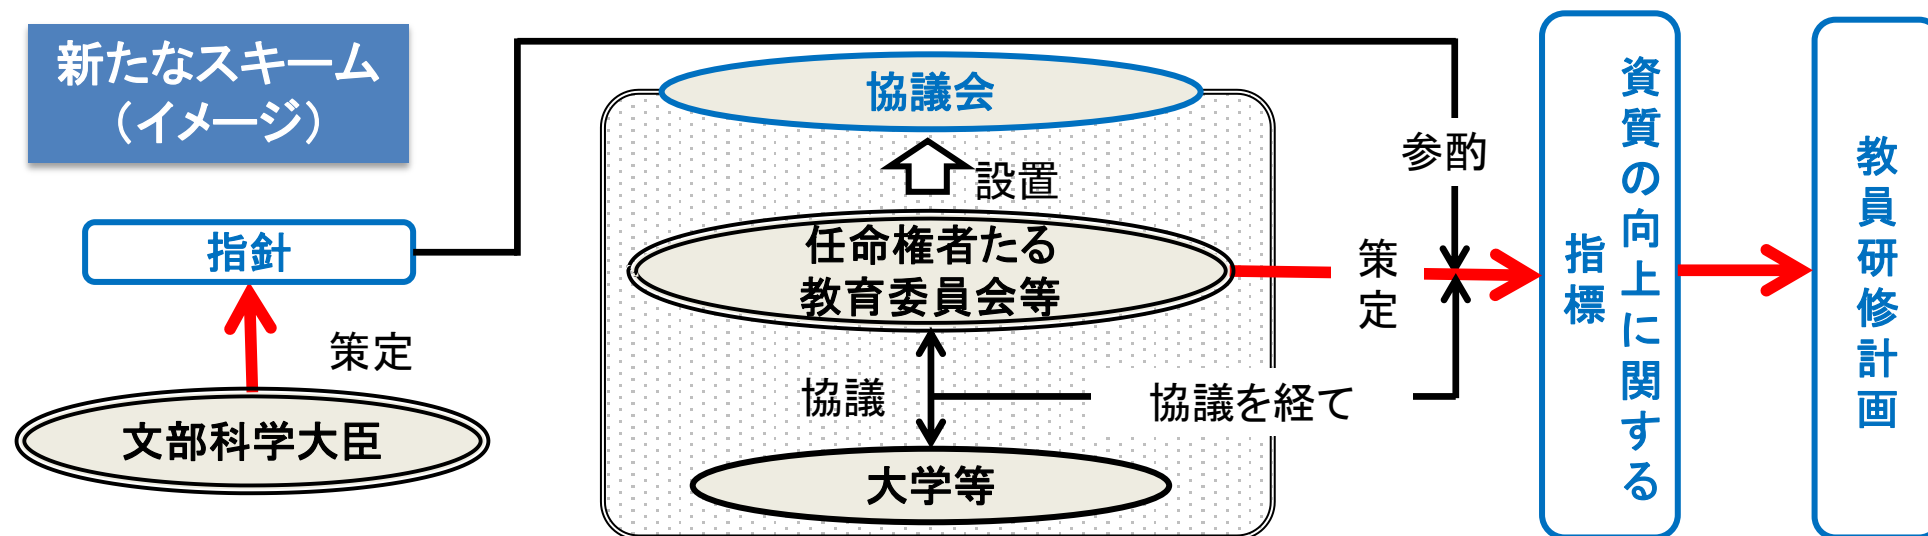 新たなスキーム
（イメージ）
指針
策定
文部科学大臣
協議会
設置
任命権者たる
教育委員会等
協議
大学等
協議を経て
参酌
策定
資質の向上に関する
指標
教員研修計画